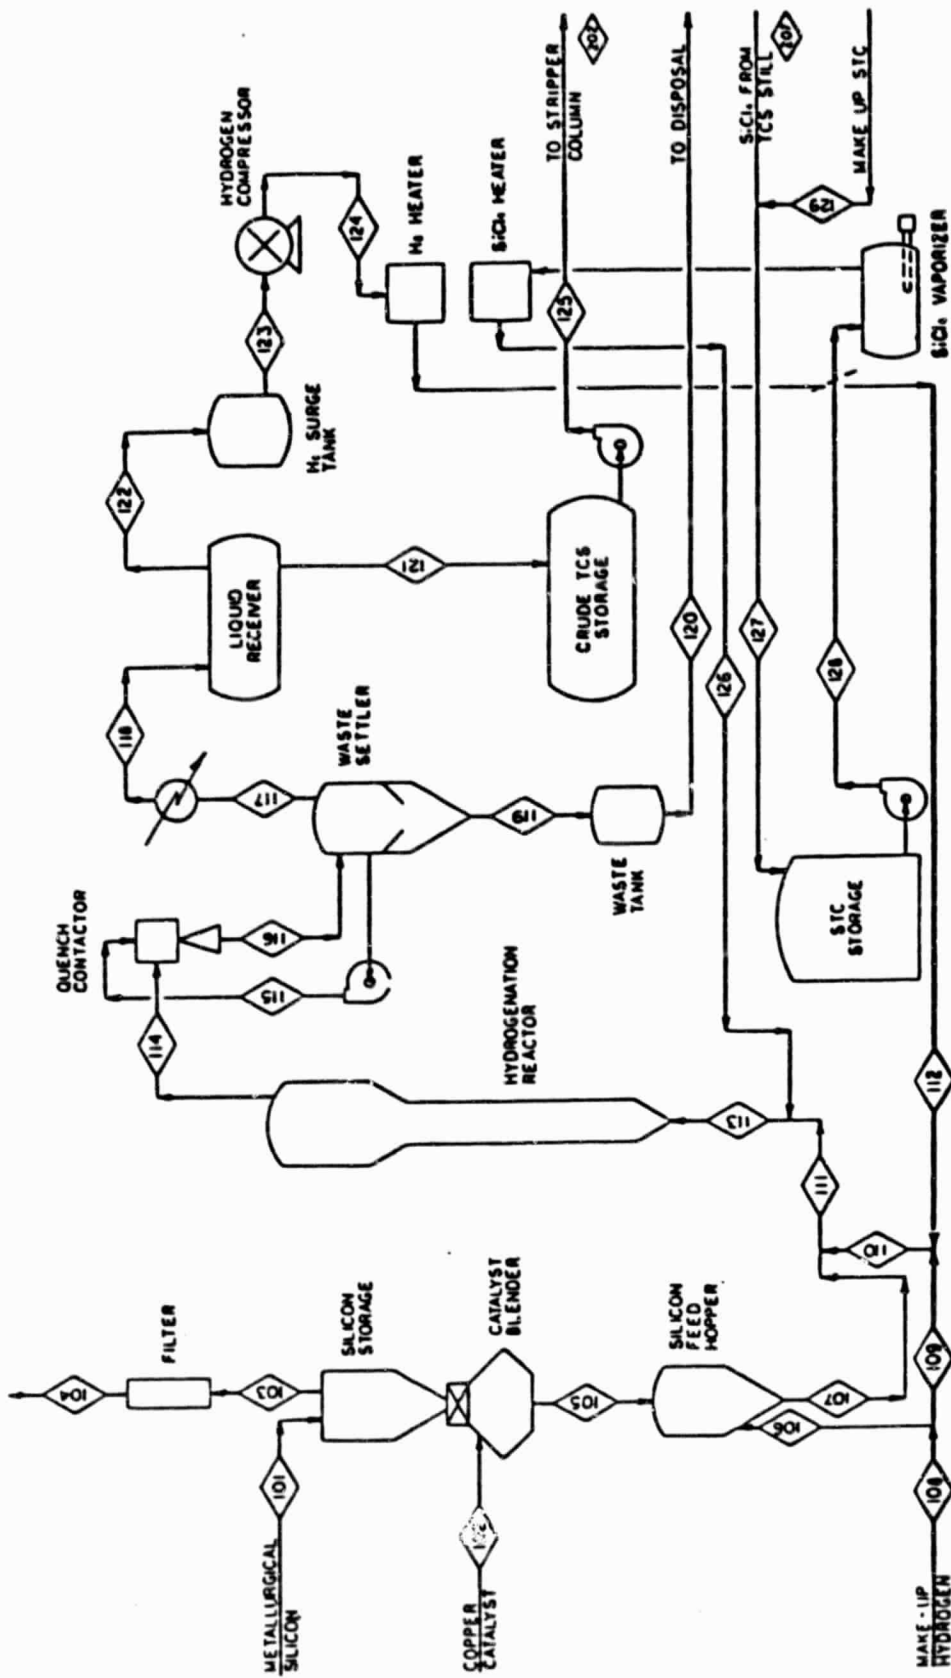 METALLURGICAL
SILICON
101
COPPER
CATALYST
MAKE-UP
HYDROGEN
108
104
FILTER
103
SILICON
STORAGE
CATALYST
BLENDER
105
SILICON
FEED
HOPPER
106
107
109
110
111
112
113
HYDROGENATION
REACTOR
114
QUENCH
CONTACTOR
115
116
117
118
WASTE
SETTLER
119
WASTE
TANK
120
LIQUID
RECEIVER
121
122
H₂ SURGE
TANK
123
HYDROGEN
COMPRESSOR
124
H₂ HEATER
SiCl₄ HEATER
CRUDE TCS
STORAGE
125
TO STRIPPER
COLUMN
202
TO DISPOSAL
126
127
SiCl₄ FROM
TCS STILL
201
129
MAKE UP STC
STC
STORAGE
128
SiCl₄ VAPORIZER